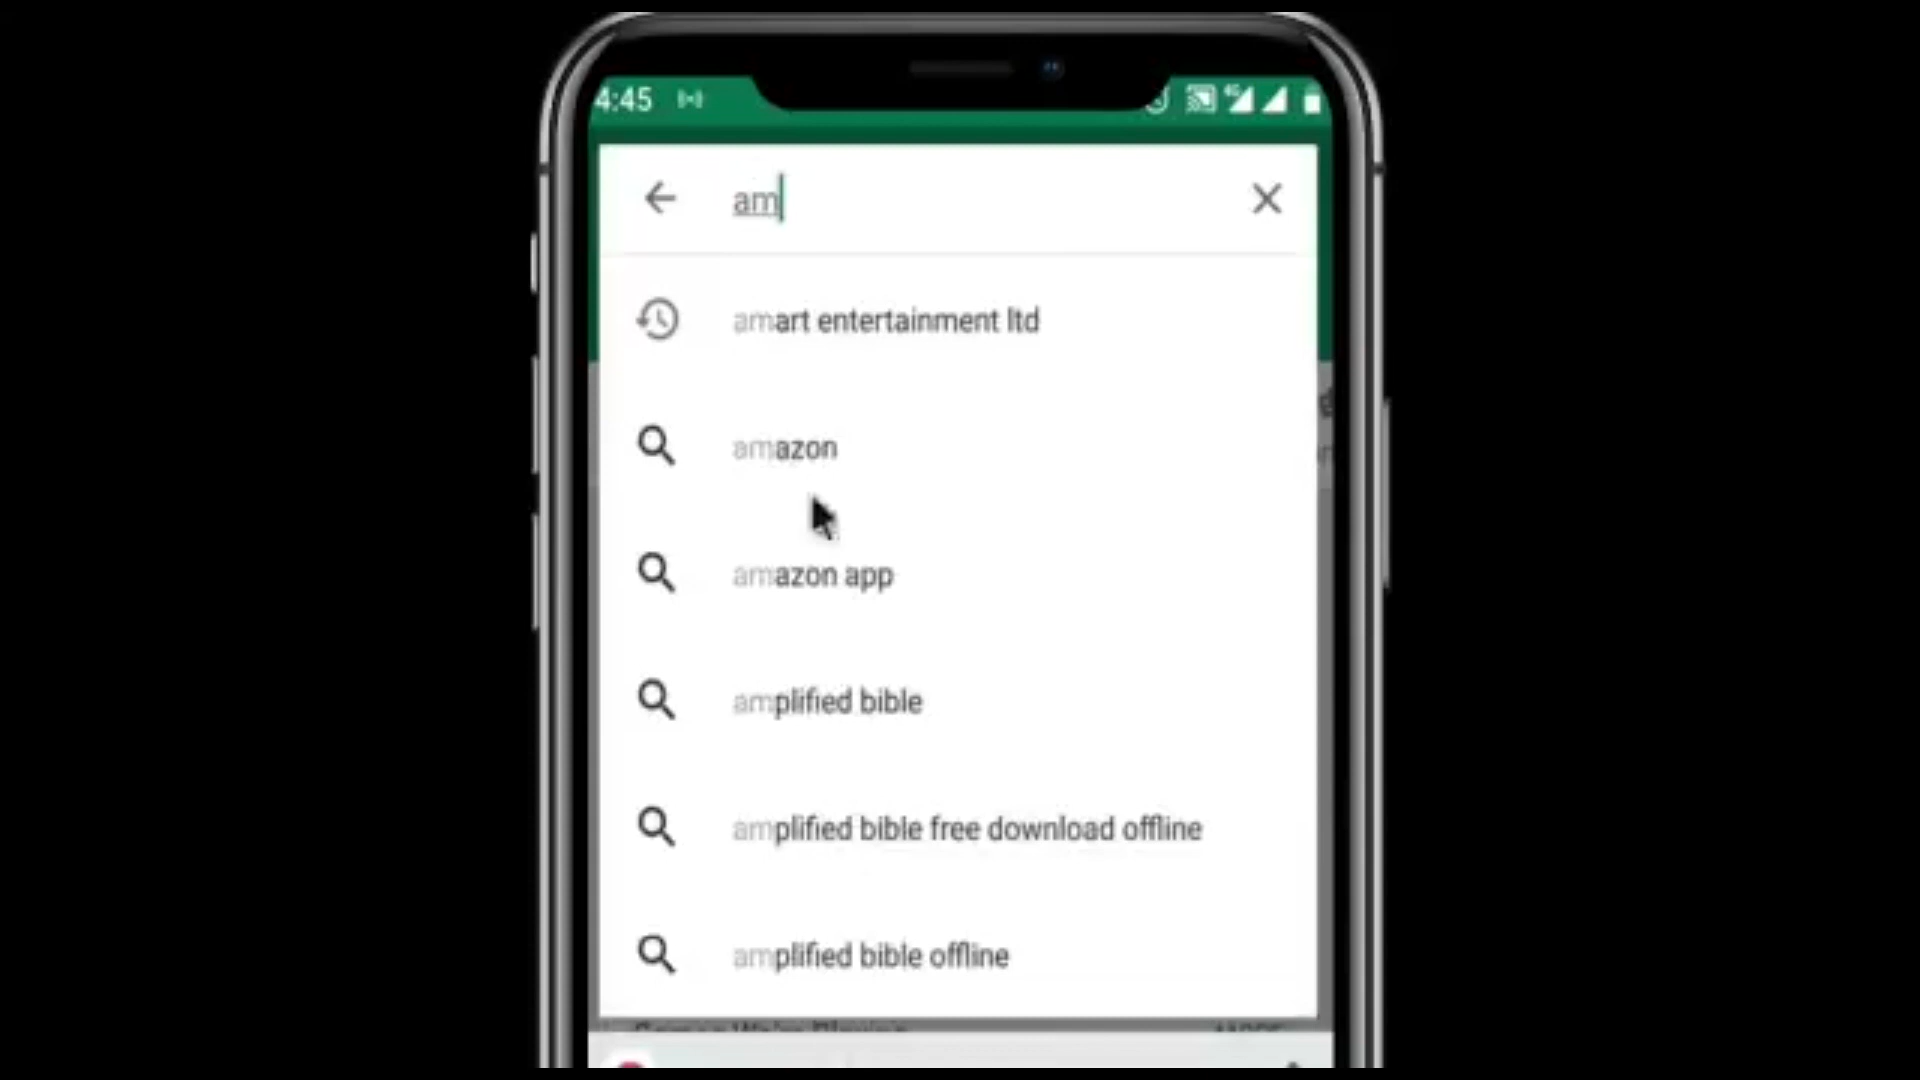 4:45
4G
am
amart entertainment ltd
amazon
amazon app
amplified bible
amplified bible free download offline
amplified bible offline